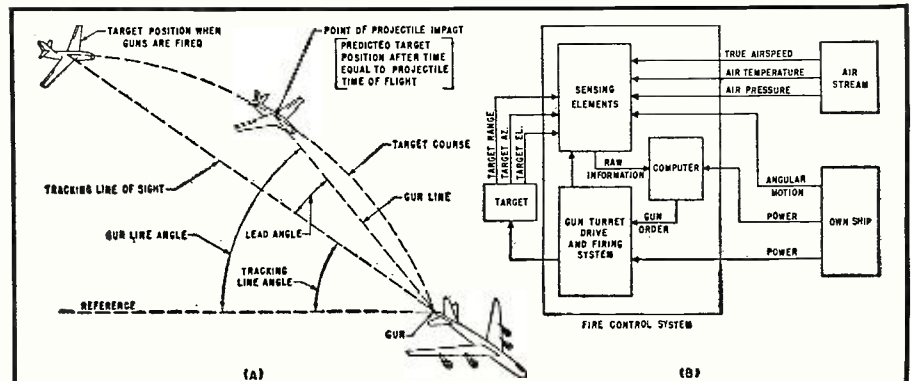 TARGET POSITION WHEN
GUNS ARE FIRED
POINT OF PROJECTILE IMPACT
PREDICTED TARGET
POSITION AFTER TIME
EQUAL TO PROJECTILE
TIME OF FLIGHT
TARGET COURSE
TRACKING LINE OF SIGHT
GUN LINE
LEAD ANGLE
GUN LINE ANGLE
TRACKING
LINE ANGLE
REFERENCE
GUN
(A)
SENSING
ELEMENTS
TRUE AIRSPEED
AIR TEMPERATURE
AIR PRESSURE
AIR
STREAM
TARGET RANGE
TARGET AZ.
TARGET EL.
RAW
INFORMATION
COMPUTER
ANGULAR
MOTION
TARGET
GUN TURRET
DRIVE
AND FIRING
SYSTEM
GUN
ORDER
POWER
OWN SHIP
POWER
FIRE CONTROL SYSTEM
(B)